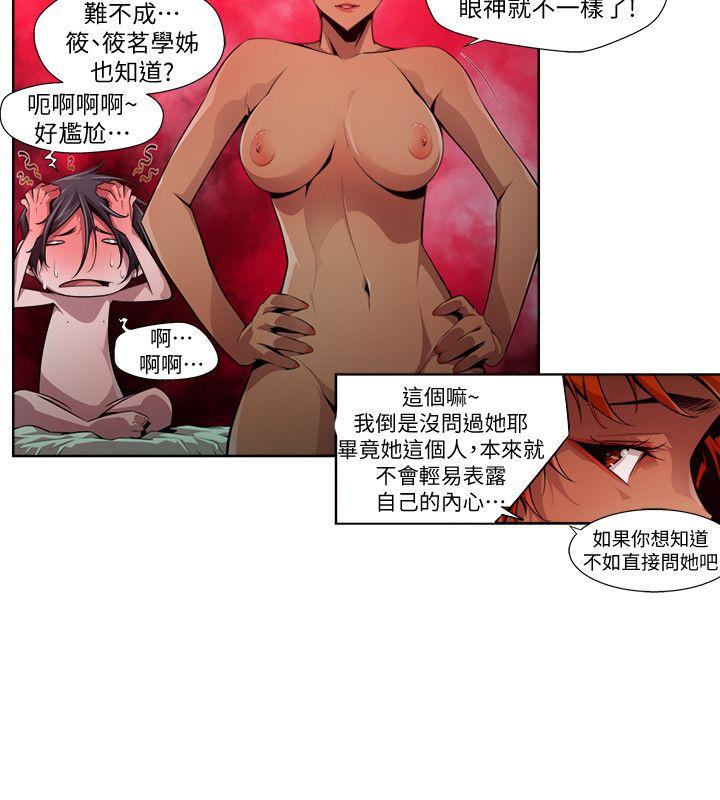 眼神就不一樣了!
難不成⋯
筱、筱茗學姊
也知道?
呃啊啊啊~
好尷尬⋯
啊⋯
啊啊⋯
這個嘛~
我倒是沒問過她耶
畢竟她這個人，本來就
不會輕易表露
自己的內心⋯
如果你想知道
不如直接問她吧